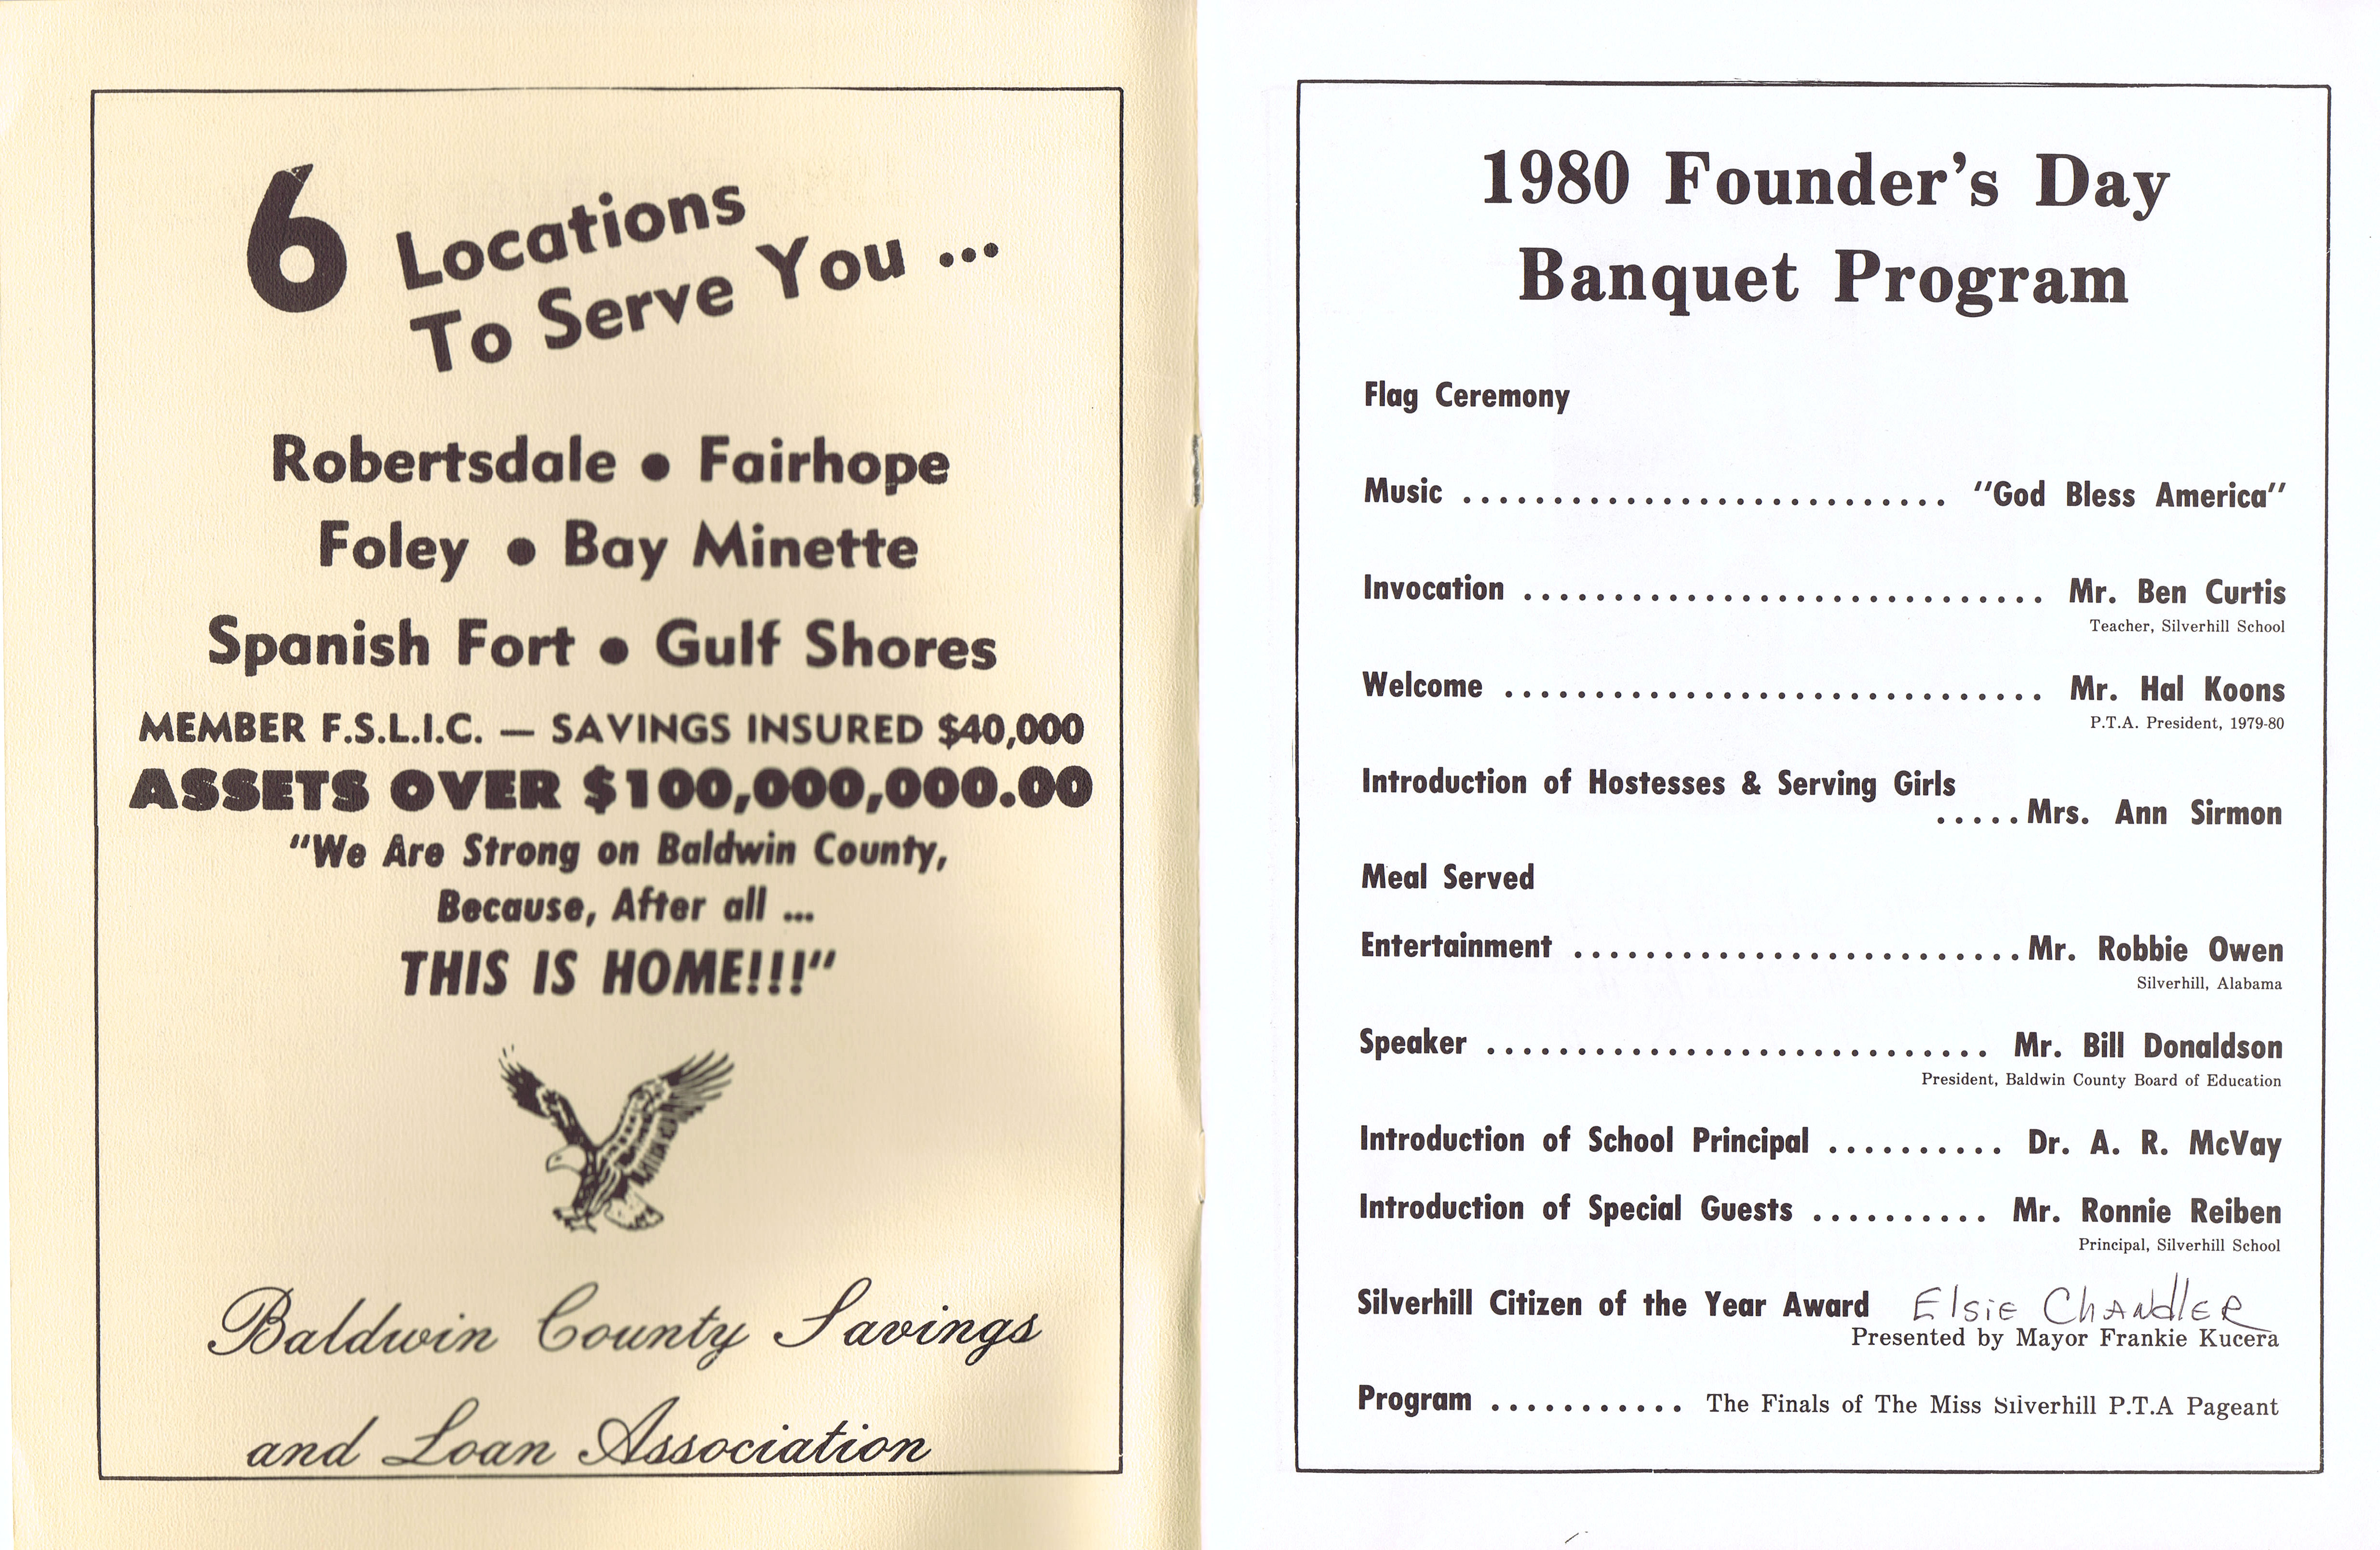 6 Locations
To Serve You ...
Robertsdale • Fairhope
Foley • Bay Minette
Spanish Fort • Gulf Shores
MEMBER F.S.L.I.C. — SAVINGS INSURED $40,000
ASSETS OVER $100,000,000.00
"We Are Strong on Baldwin County,
Because, After all ...
THIS IS HOME!!!"
Baldwin County Savings
and Loan Association
1980 Founder's Day
Banquet Program
Flag Ceremony
Music ........................... "God Bless America"
Invocation ............................. Mr. Ben Curtis
Teacher, Silverhill School
Welcome .............................. Mr. Hal Koons
P.T.A. President, 1979-80
Introduction of Hostesses & Serving Girls
.....Mrs. Ann Sirmon
Meal Served
Entertainment .........................Mr. Robbie Owen
Silverhill, Alabama
Speaker ............................ Mr. Bill Donaldson
President, Baldwin County Board of Education
Introduction of School Principal .......... Dr. A. R. McVay
Introduction of Special Guests .......... Mr. Ronnie Reiben
Principal, Silverhill School
Silverhill Citizen of the Year Award Elsie Chandler
Presented by Mayor Frankie Kucera
Program ........... The Finals of The Miss Silverhill P.T.A Pageant